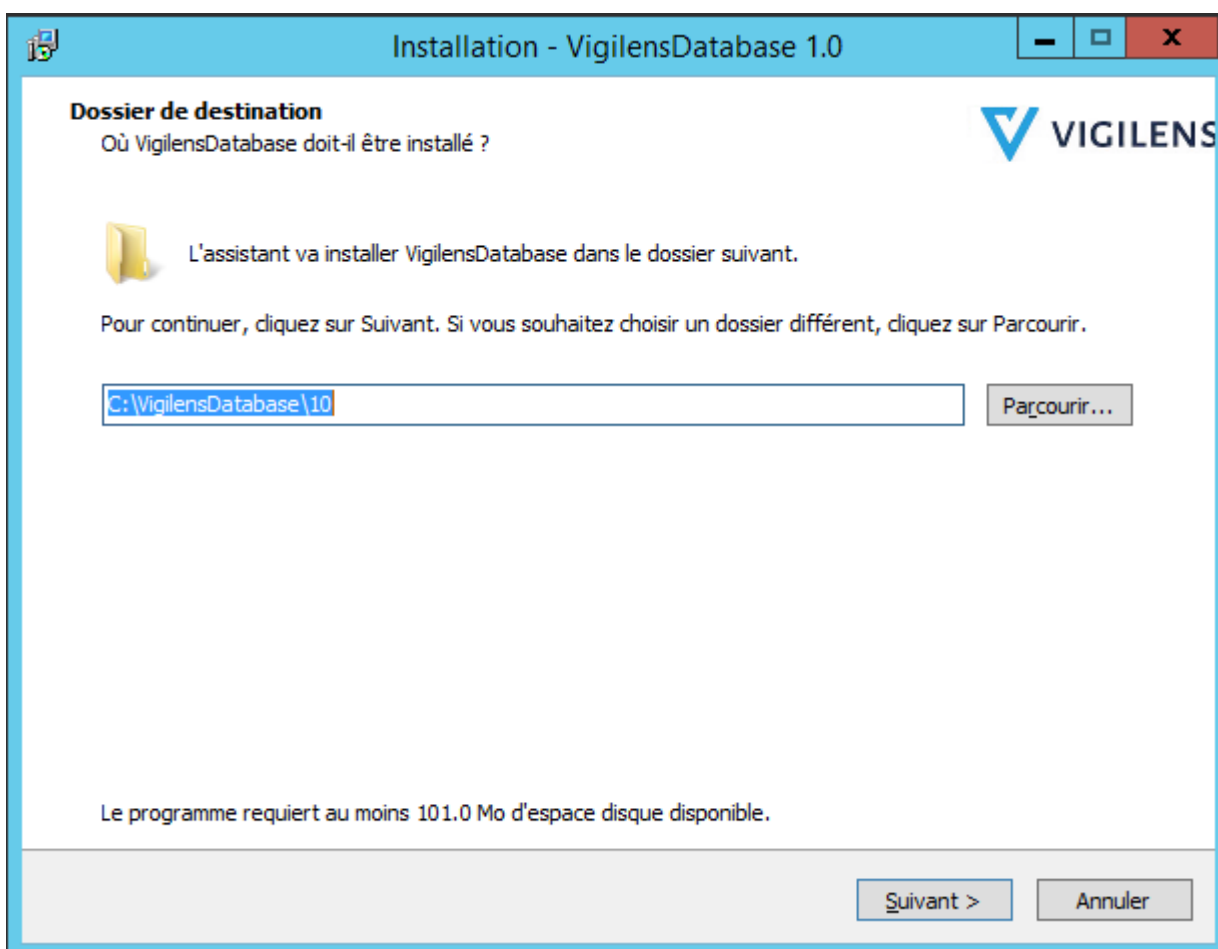 Installation - VigilensDatabase 1.0
Dossier de destination
Où VigilensDatabase doit-il être installé ?
VIGILENS
L'assistant va installer VigilensDatabase dans le dossier suivant.
Pour continuer, cliquez sur Suivant. Si vous souhaitez choisir un dossier différent, cliquez sur Parcourir.
C:\VigilensDatabase\10
Parcourir...
Le programme requiert au moins 101.0 Mo d'espace disque disponible.
Suivant >
Annuler